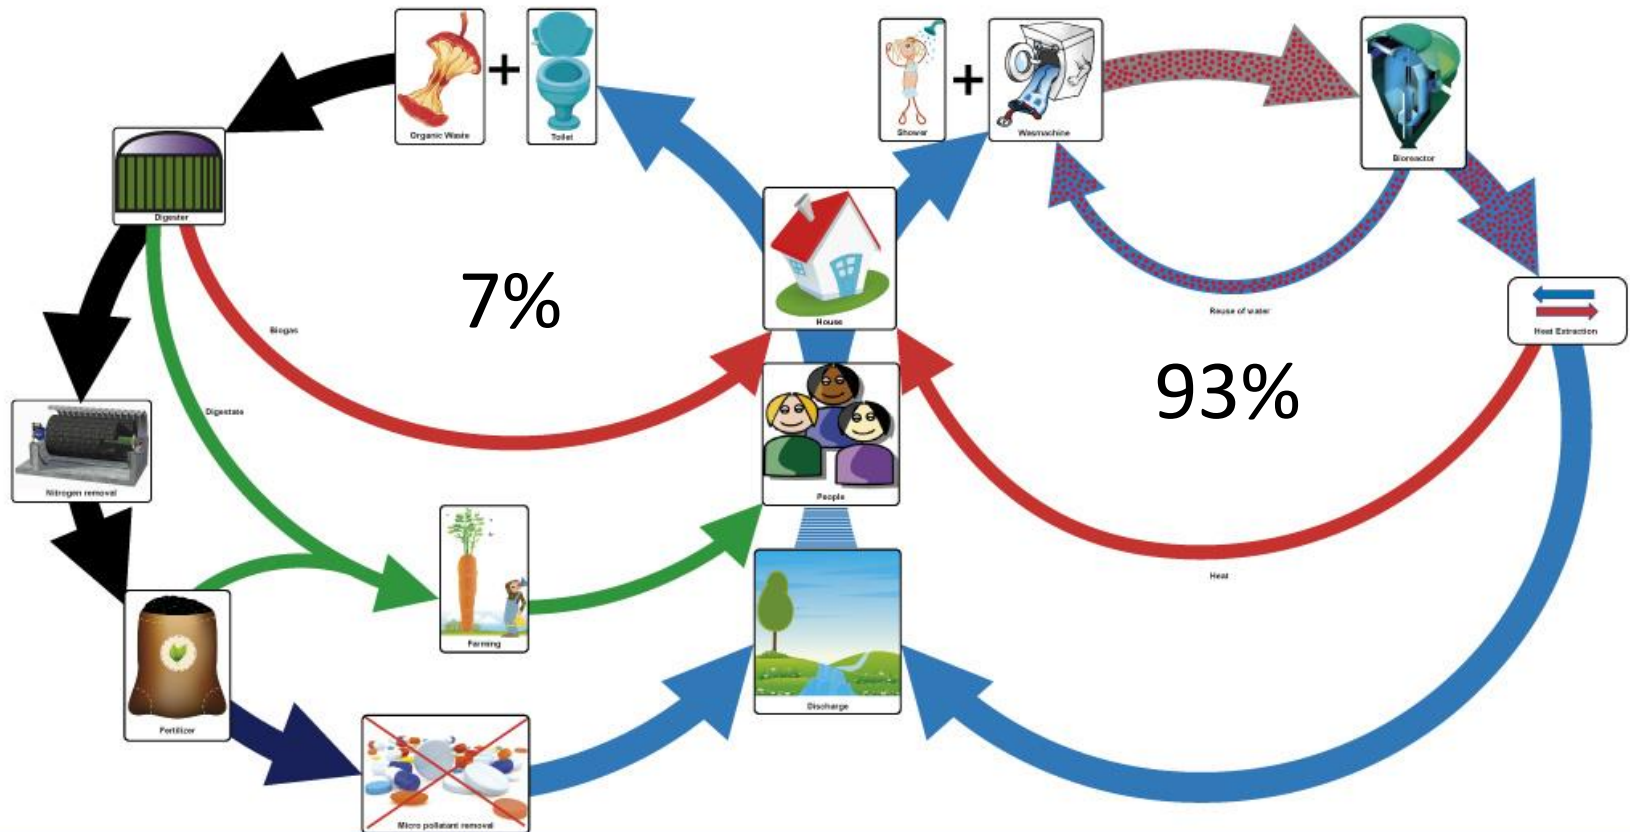 Organic Waste
+
Toilet
Shower
+
Wasmachine
Bioreactor
Digester
House
7%
Biogas
Reuse of water
Heat Extraction
93%
Digestate
Nitrogen removal
People
Farming
Heat
Fertilizer
Discharge
Micro pollatant removal